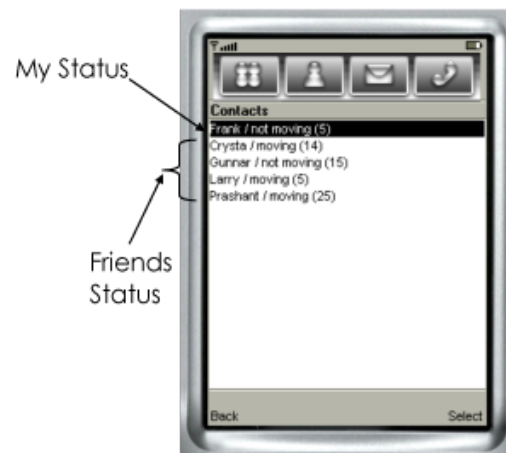 My Status
Contacts
Frank / not moving (5)
Crysta / moving (14)
Gunnar / not moving (15)
Larry / moving (5)
Prashant / moving (25)
Friends
Status
Back Select